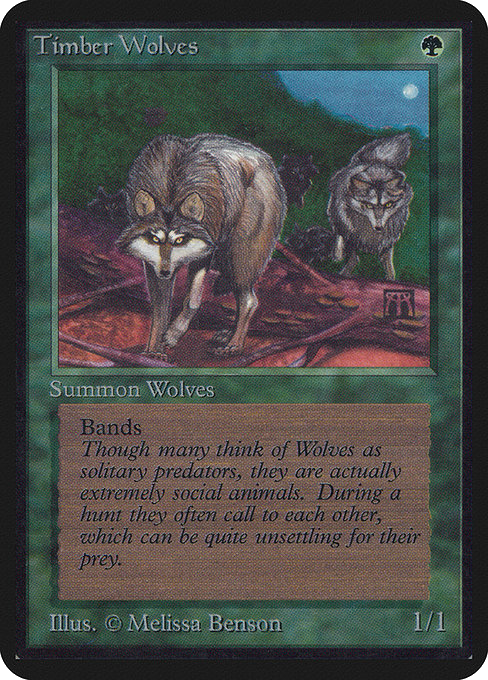 Timber Wolves
Summon Wolves
Bands
Though many think of Wolves as
solitary predators, they are actually
extremely social animals. During a
hunt they often call to each other,
which can be quite unsettling for their
prey.
Illus. © Melissa Benson
1/1